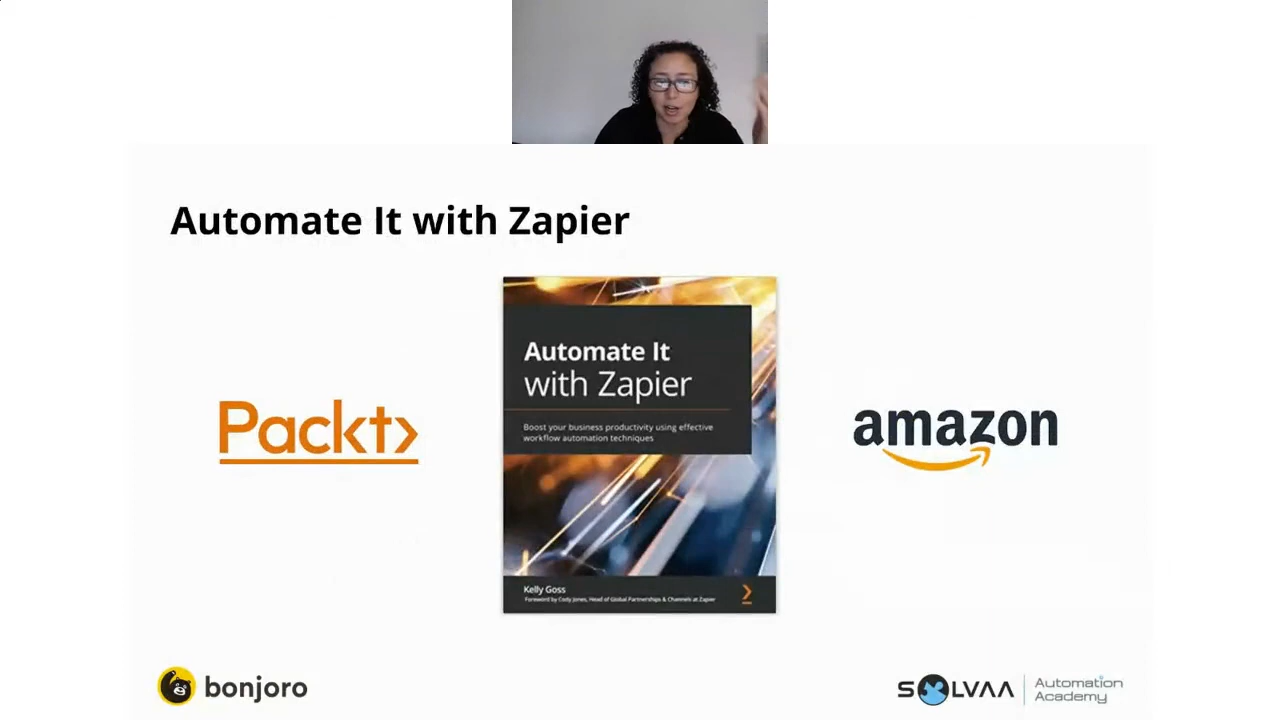 Automate It with Zapier
Automate It
with Zapier
Boost your business productivity using effective
workflow automation techniques
Packt
amazon
Kelly Goss
Foreword by Cody Jones, Head of Global Partnerships & Channels at Zapier
bonjoro
SOLVAA
Automation
Academy